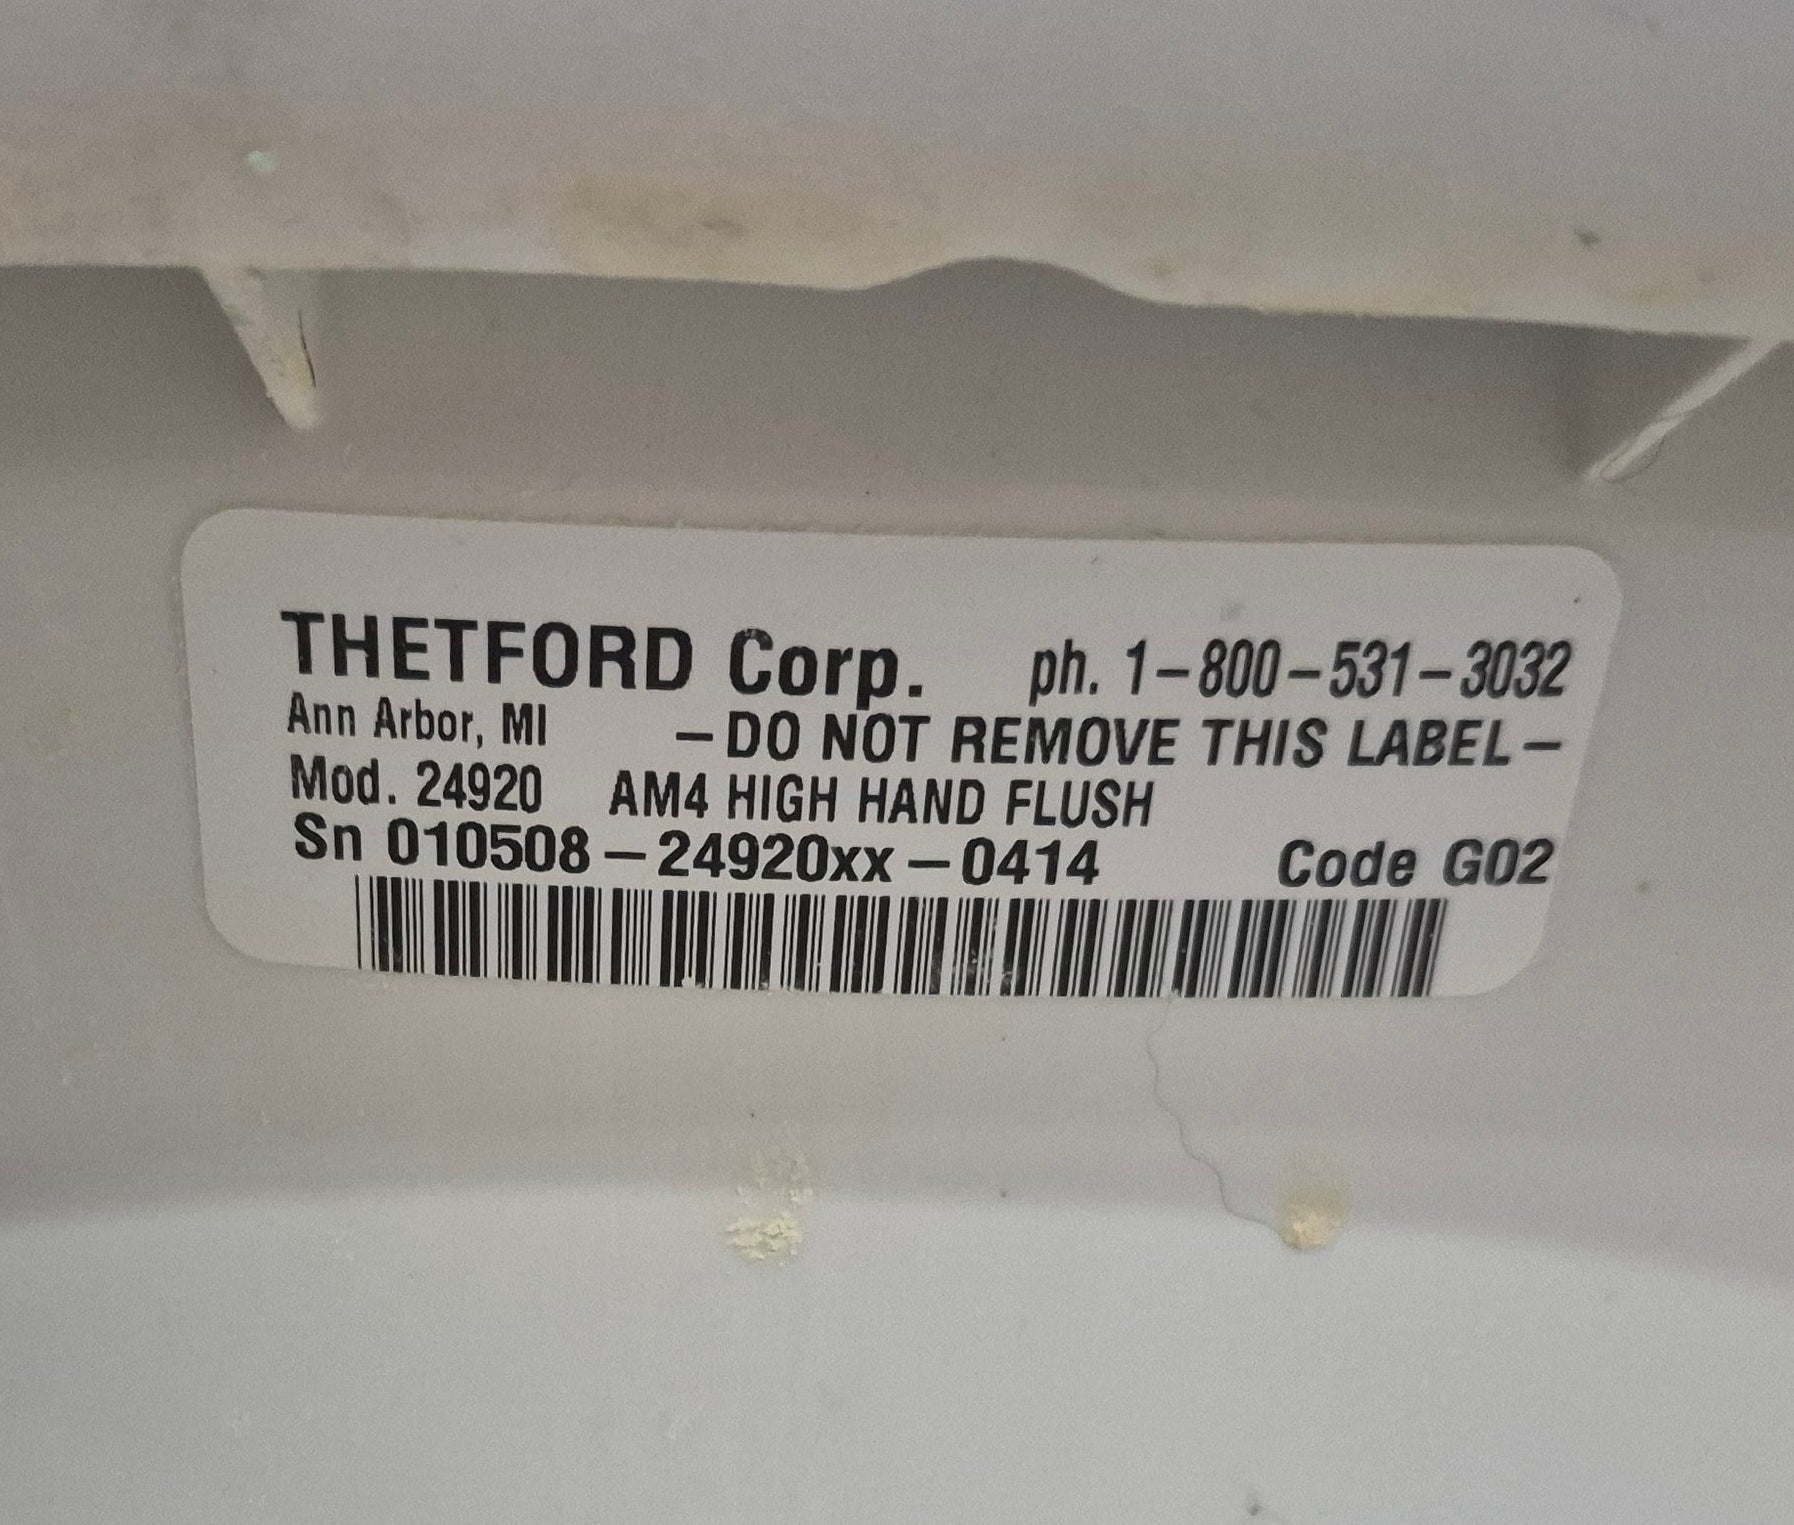 THETFORD Corp. ph. 1-800-531-3032
Ann Arbor, MI -DO NOT REMOVE THIS LABEL-
Mod. 24920 AM4 HIGH HAND FLUSH
Sn 010508-24920xx-0414 Code G02